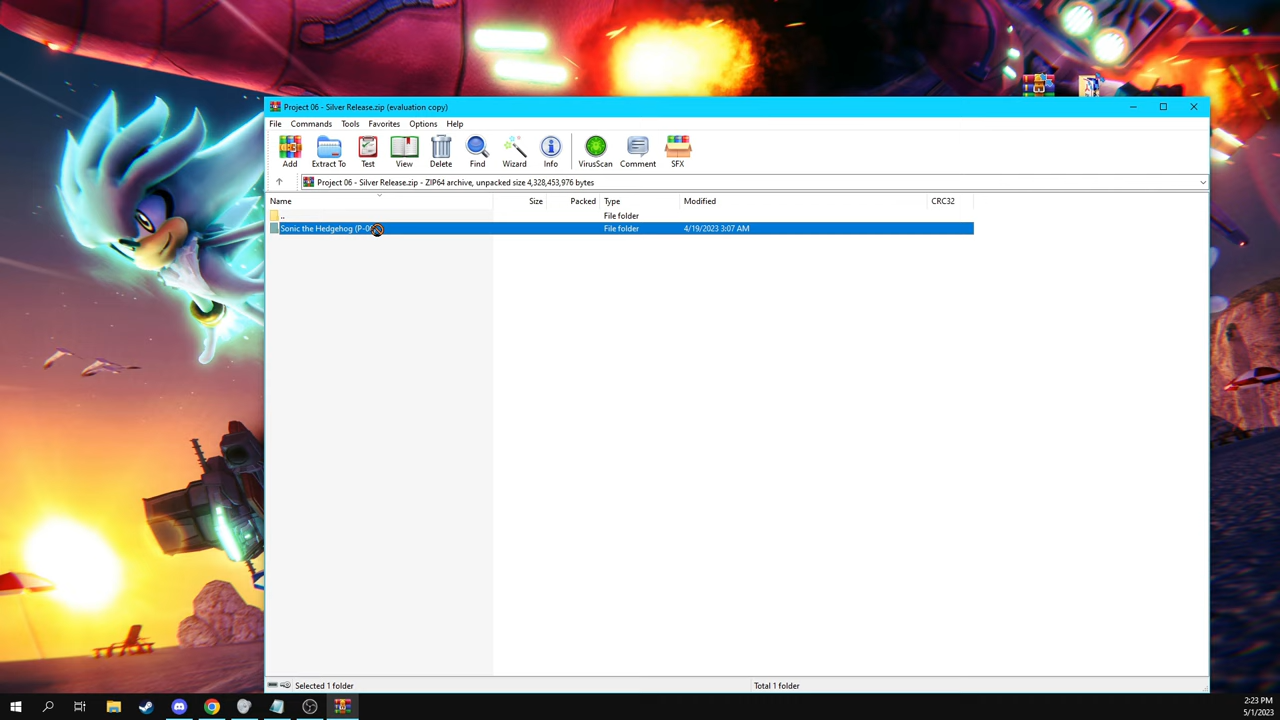 Project 06 - Silver Release.zip (evaluation copy)
File Commands Tools Favorites Options Help
Add Extract To Test View Delete Find Wizard Info VirusScan Comment SFX
Project 06 - Silver Release.zip - ZIP64 archive, unpacked size 4,328,453,976 bytes
Name Size Packed Type Modified CRC32
.. File folder
Sonic the Hedgehog (P-0 File folder 4/19/2023 3:07 AM
Selected 1 folder Total 1 folder
2:23 PM
5/1/2023